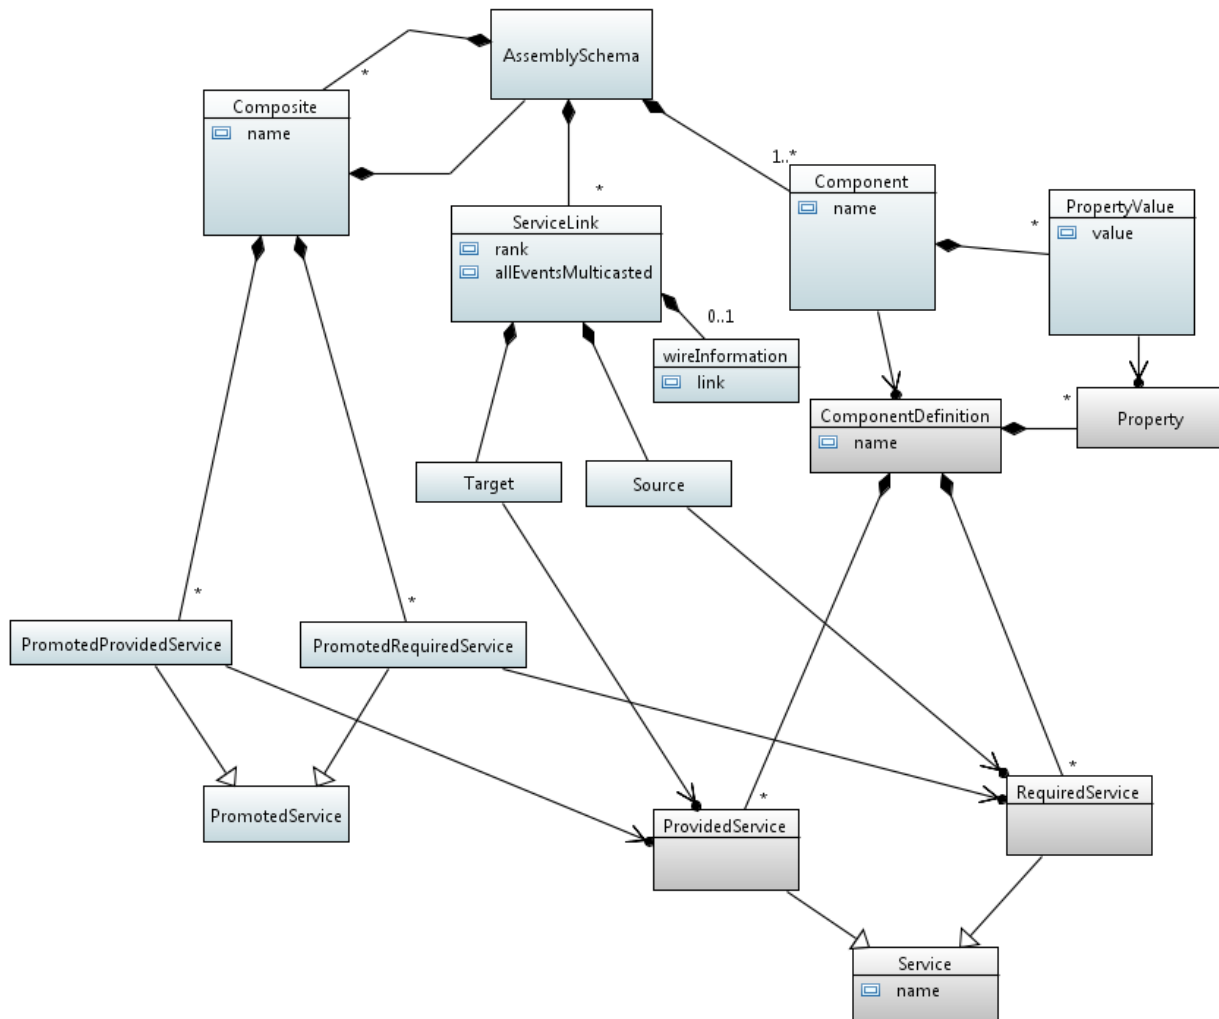 AssemblySchema
*
Composite
name
1..*
Component
name
*
ServiceLink
rank
allEventsMulticasted
*
PropertyValue
value
0..1
wireInformation
link
ComponentDefinition
name
*
Property
Target
Source
*
PromotedProvidedService
*
PromotedRequiredService
PromotedService
*
ProvidedService
*
RequiredService
Service
name